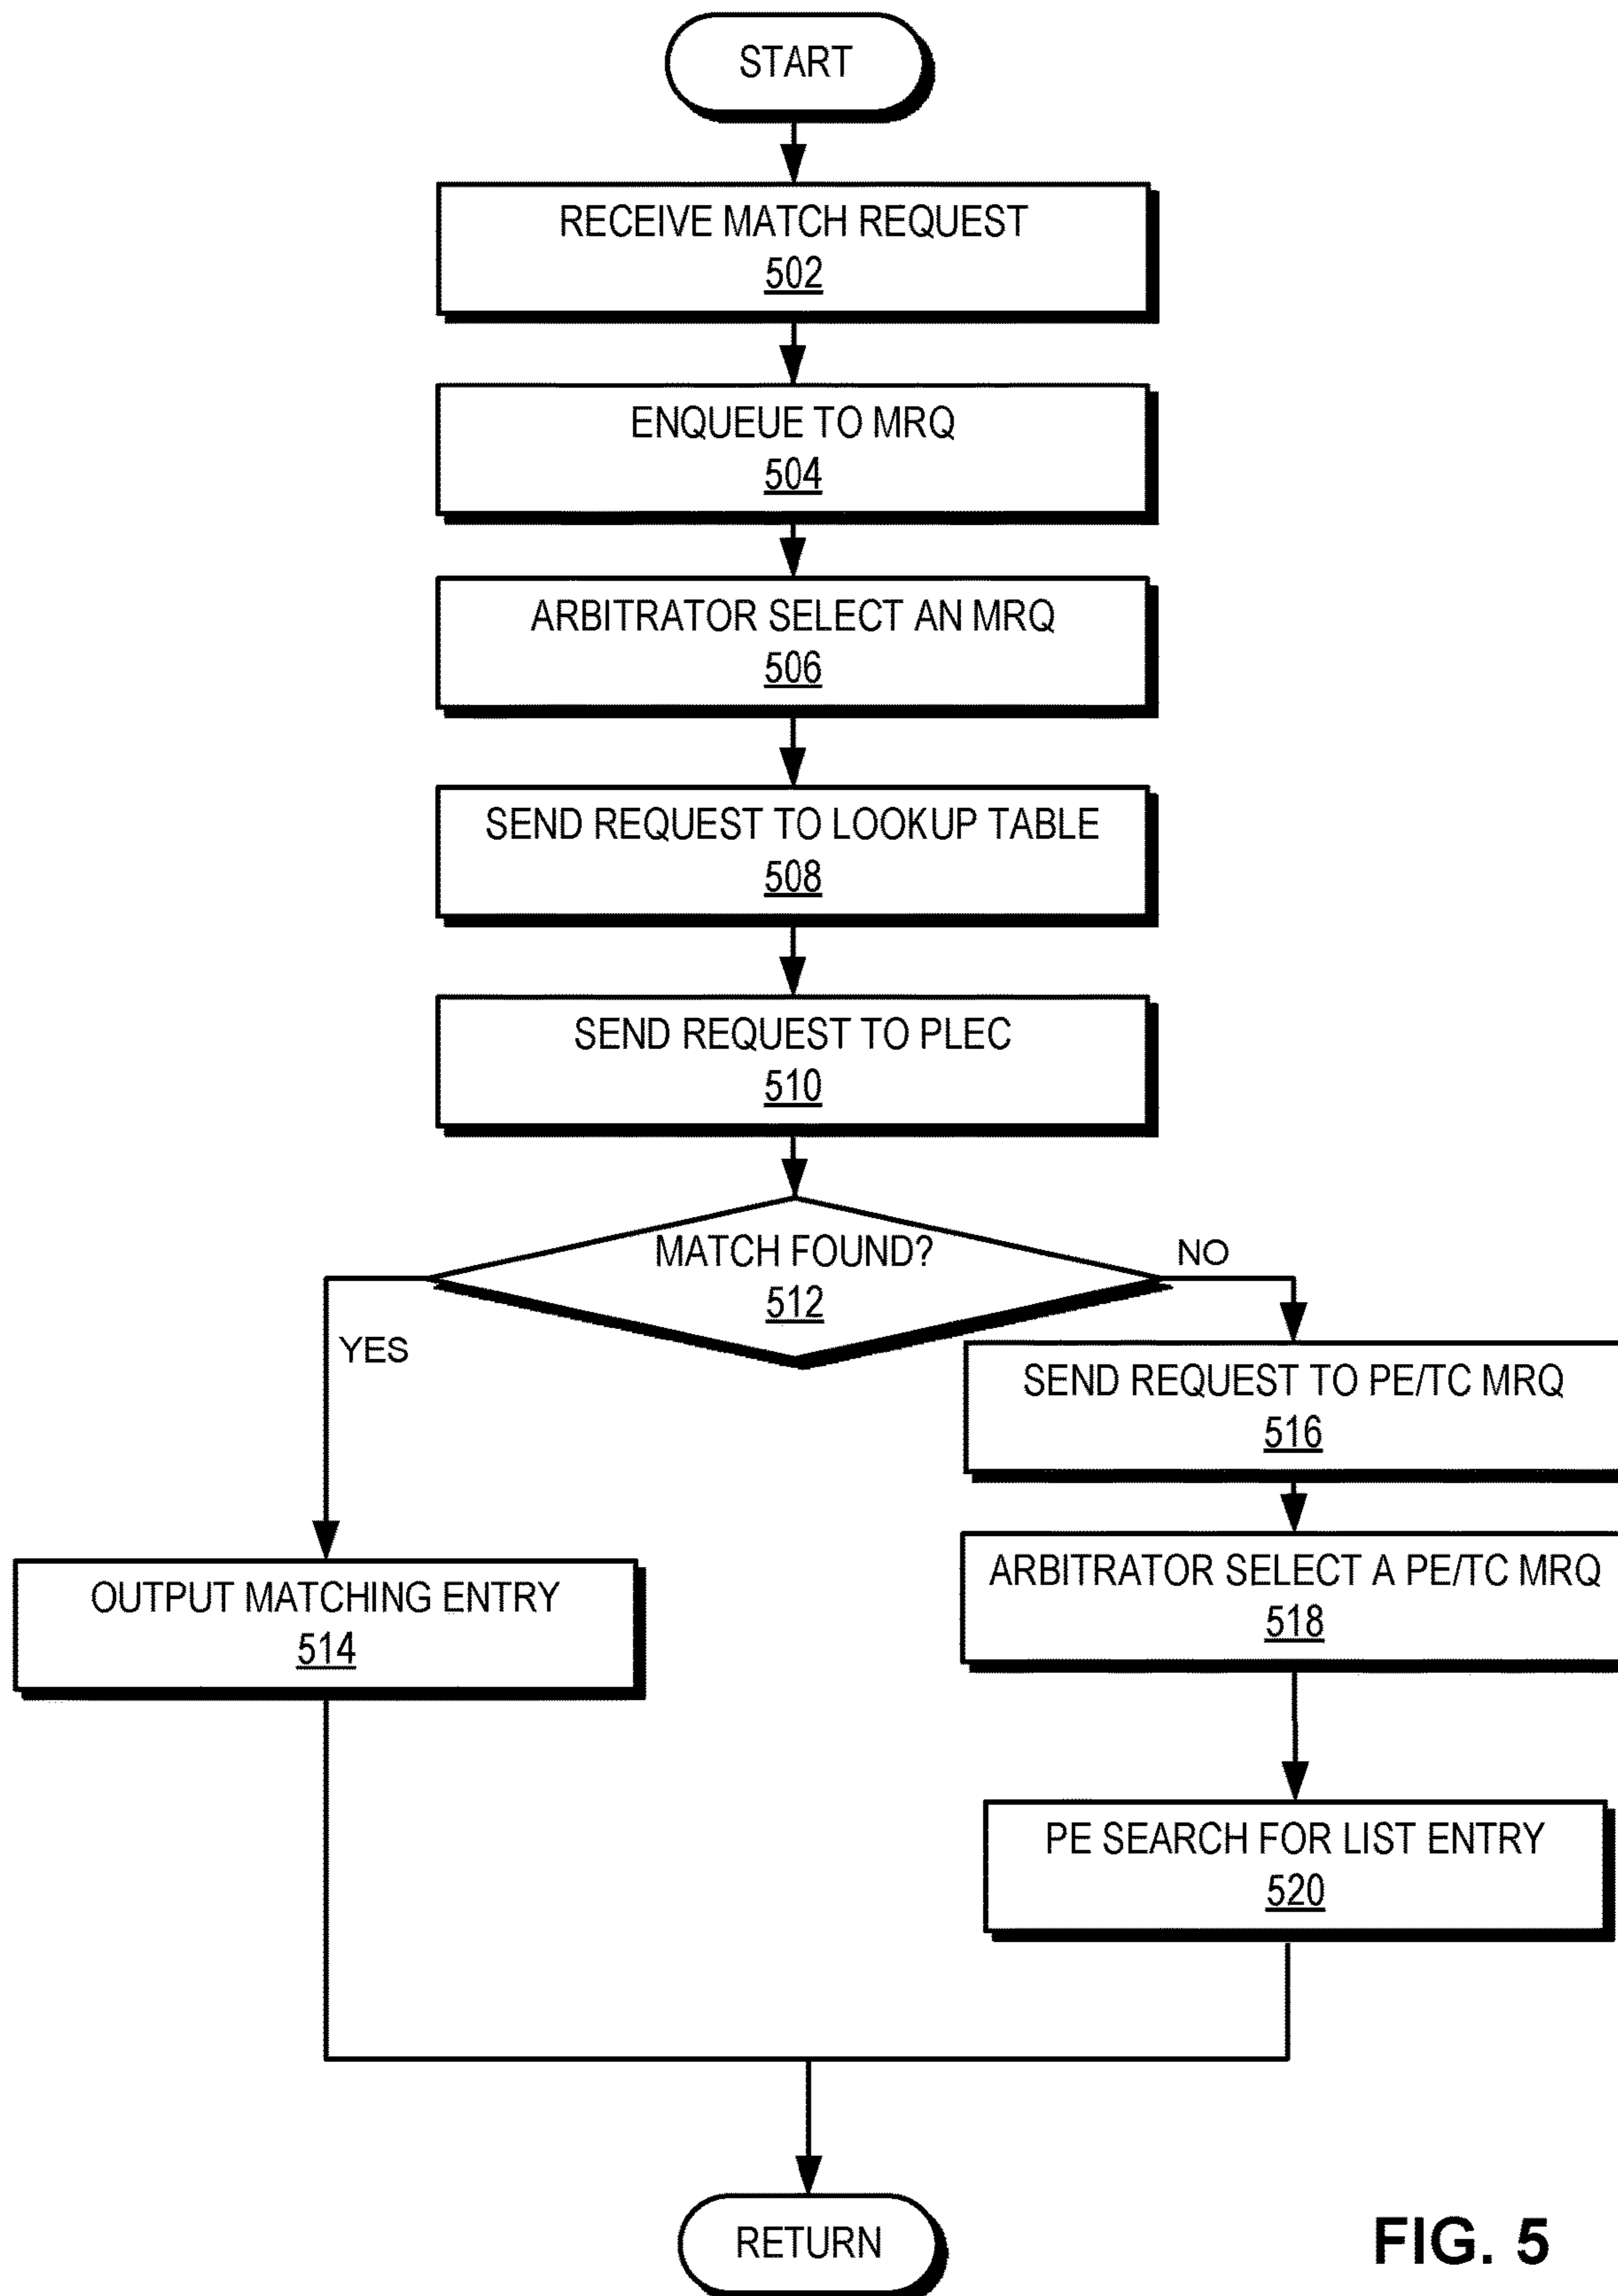 START
RECEIVE MATCH REQUEST
502
ENQUEUE TO MRQ
504
ARBITRATOR SELECT AN MRQ
506
SEND REQUEST TO LOOKUP TABLE
508
SEND REQUEST TO PLEC
510
MATCH FOUND?
512
NO
YES
SEND REQUEST TO PE/TC MRQ
516
ARBITRATOR SELECT A PE/TC MRQ
518
OUTPUT MATCHING ENTRY
514
PE SEARCH FOR LIST ENTRY
520
RETURN
FIG. 5